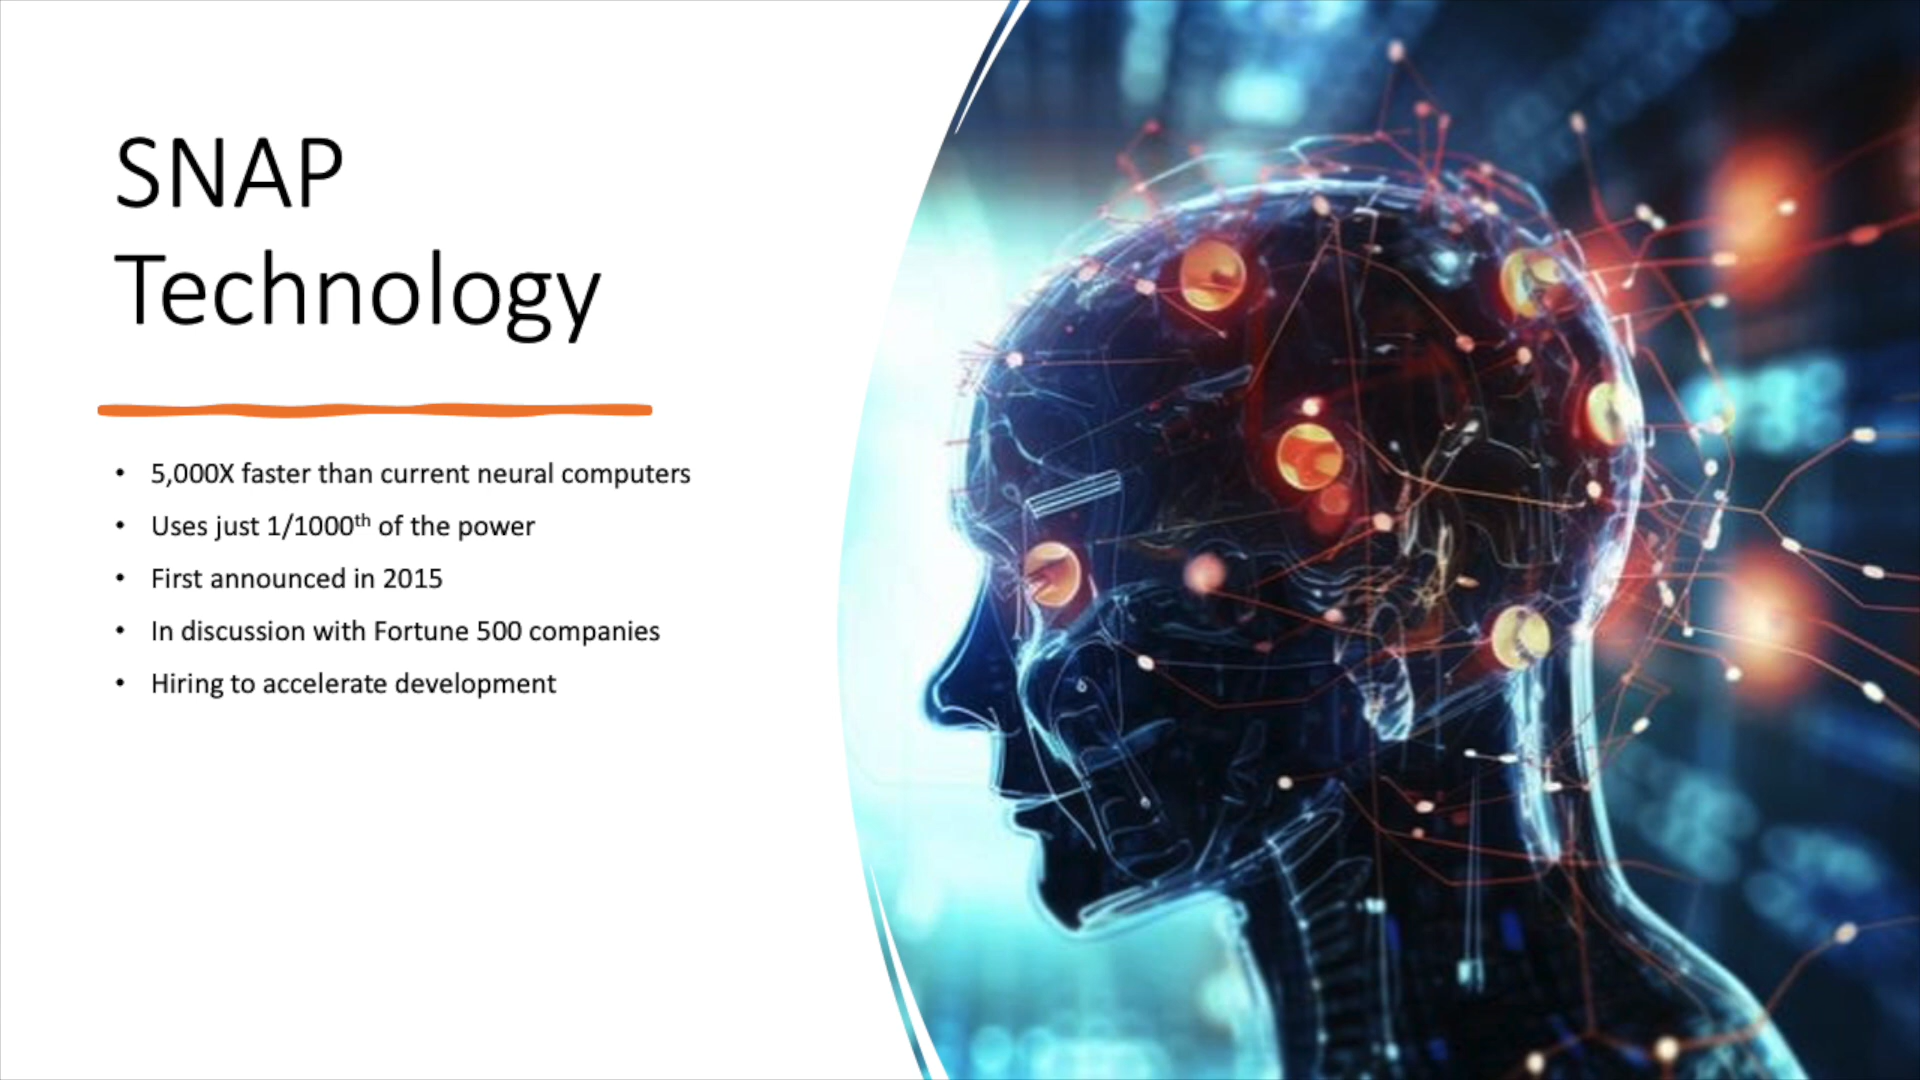 SNAP
Technology
• 5,000X faster than current neural computers
• Uses just 1/1000th of the power
• First announced in 2015
• In discussion with Fortune 500 companies
• Hiring to accelerate development